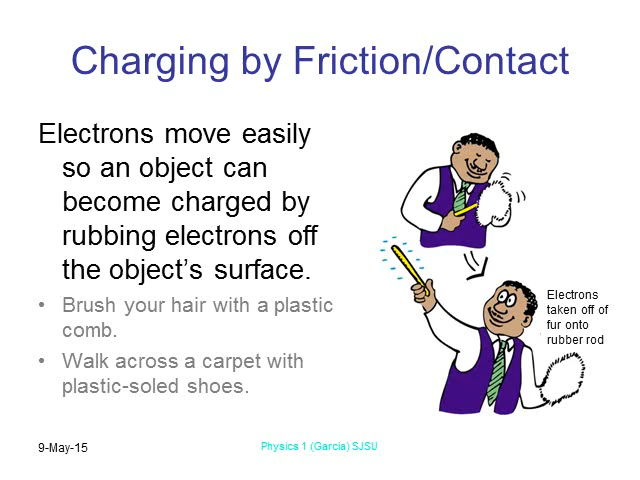 Charging by Friction/Contact
Electrons move easily
so an object can
become charged by
rubbing electrons off
the object’s surface.
• Brush your hair with a plastic
comb.
• Walk across a carpet with
plastic-soled shoes.
Electrons
taken off of
fur onto
rubber rod
9-May-15
Physics 1 (Garcia) SJSU